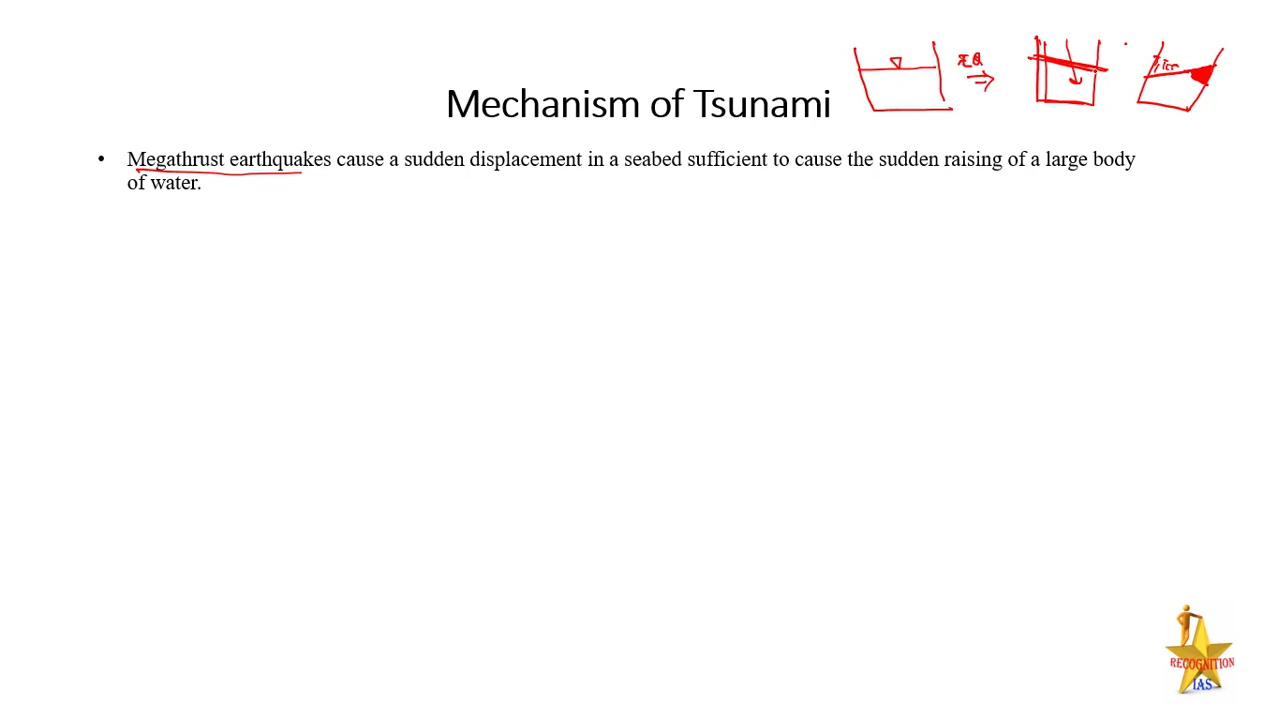 Mechanism of Tsunami
• Megathrust earthquakes cause a sudden displacement in a seabed sufficient to cause the sudden raising of a large body
of water.
RECOGNITION
IAS